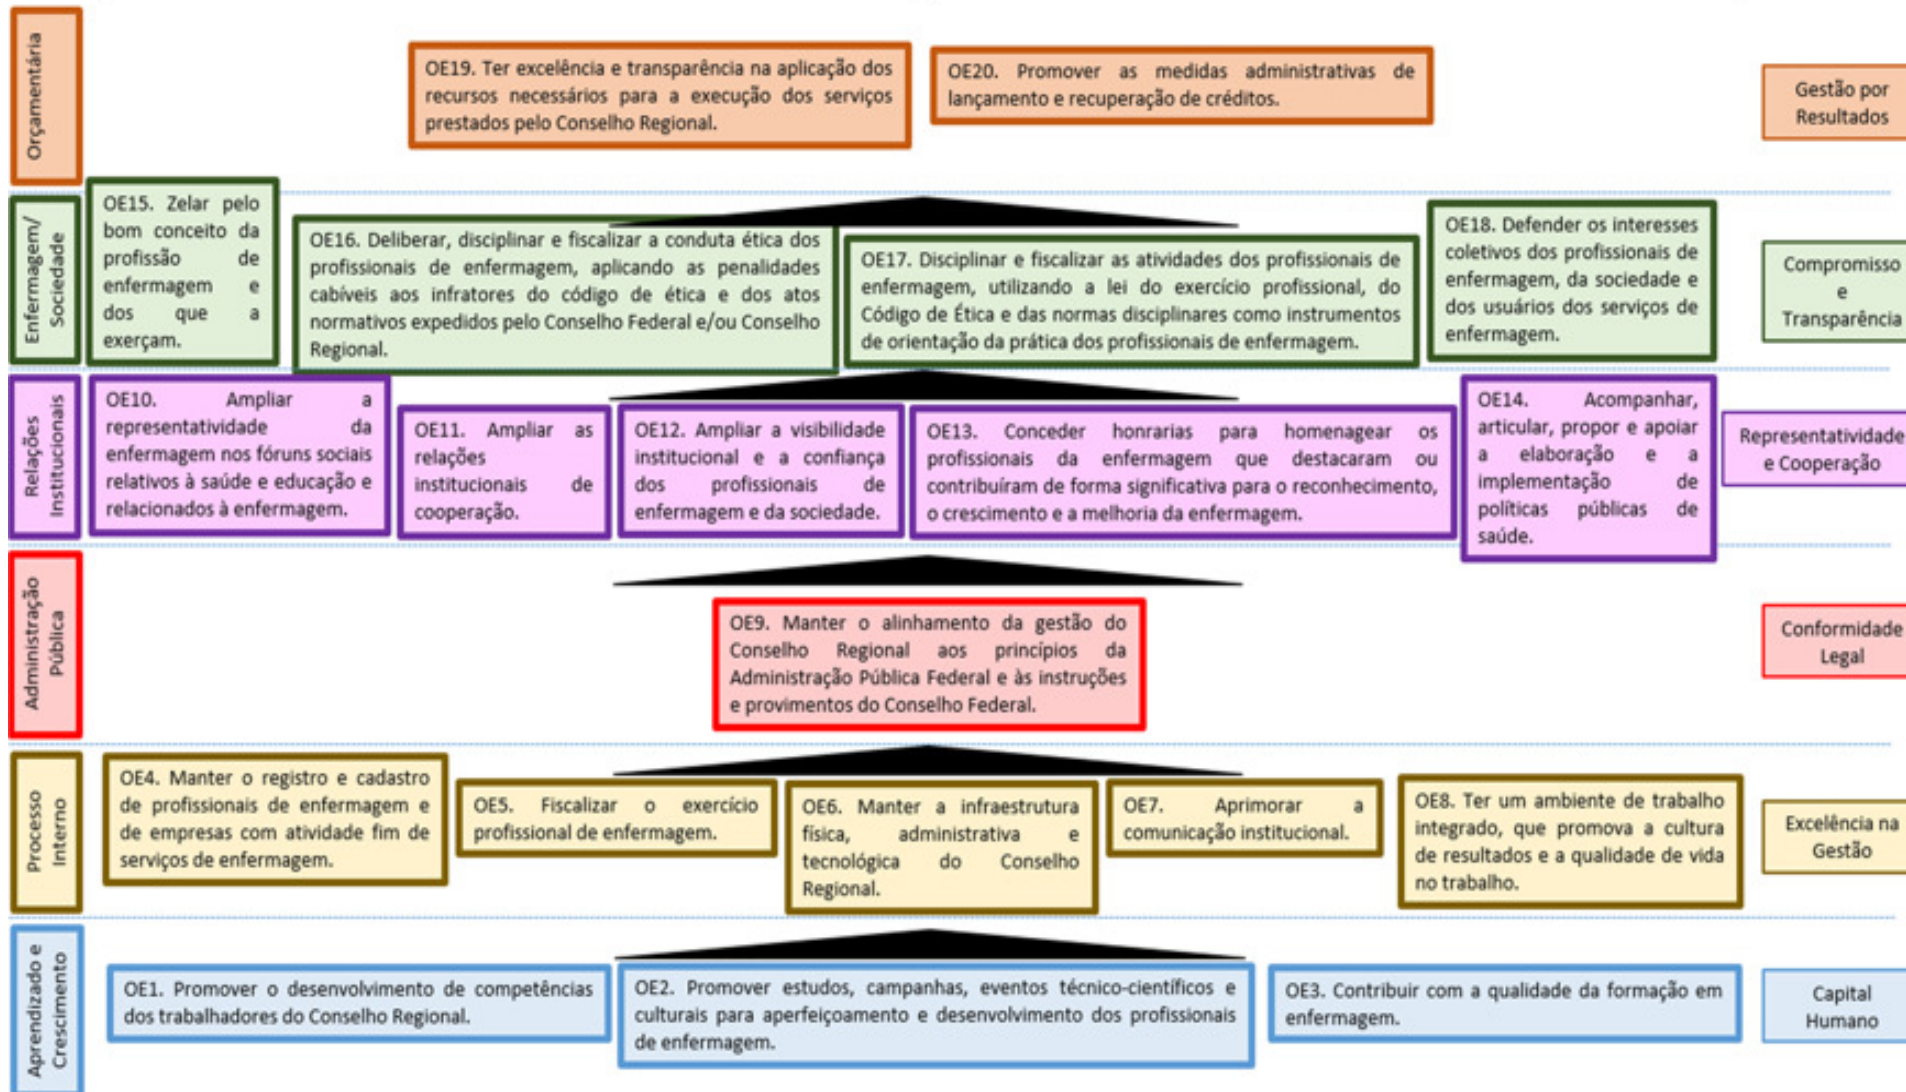 Orçamentária
OE19. Ter excelência e transparência na aplicação dos
recursos necessários para a execução dos serviços
prestados pelo Conselho Regional.
OE20. Promover as medidas administrativas de
lançamento e recuperação de créditos.
Gestão por
Resultados
Enfermagem/
Sociedade
OE15. Zelar pelo
bom conceito da
profissão de
enfermagem e
dos que a
exerçam.
OE16. Deliberar, disciplinar e fiscalizar a conduta ética dos
profissionais de enfermagem, aplicando as penalidades
cabíveis aos infratores do código de ética e dos atos
normativos expedidos pelo Conselho Federal e/ou Conselho
Regional.
OE17. Disciplinar e fiscalizar as atividades dos profissionais de
enfermagem, utilizando a lei do exercício profissional, do
Código de Ética e das normas disciplinares como instrumentos
de orientação da prática dos profissionais de enfermagem.
OE18. Defender os interesses
coletivos dos profissionais de
enfermagem, da sociedade e
dos usuários dos serviços de
enfermagem.
Compromisso
e
Transparência
Relações
Institucionais
OE10. Ampliar a
representatividade da
enfermagem nos fóruns sociais
relativos à saúde e educação e
relacionados à enfermagem.
OE11. Ampliar as
relações
institucionais de
cooperação.
OE12. Ampliar a visibilidade
institucional e a confiança
dos profissionais de
enfermagem e da sociedade.
OE13. Conceder honrarias para homenagear os
profissionais da enfermagem que destacaram ou
contribuíram de forma significativa para o reconhecimento,
o crescimento e a melhoria da enfermagem.
OE14. Acompanhar,
articular, propor e apoiar
a elaboração e a
implementação de
políticas públicas de
saúde.
Representatividade
e Cooperação
Administração
Pública
OE9. Manter o alinhamento da gestão do
Conselho Regional aos princípios da
Administração Pública Federal e às instruções
e provimentos do Conselho Federal.
Conformidade
Legal
Processo
Interno
OE4. Manter o registro e cadastro
de profissionais de enfermagem e
de empresas com atividade fim de
serviços de enfermagem.
OE5. Fiscalizar o exercício
profissional de enfermagem.
OE6. Manter a infraestrutura
física, administrativa e
tecnológica do Conselho
Regional.
OE7. Aprimorar a
comunicação institucional.
OE8. Ter um ambiente de trabalho
integrado, que promova a cultura
de resultados e a qualidade de vida
no trabalho.
Excelência na
Gestão
Aprendizado e
Crescimento
OE1. Promover o desenvolvimento de competências
dos trabalhadores do Conselho Regional.
OE2. Promover estudos, campanhas, eventos técnico-científicos e
culturais para aperfeiçoamento e desenvolvimento dos profissionais
de enfermagem.
OE3. Contribuir com a qualidade da formação em
enfermagem.
Capital
Humano